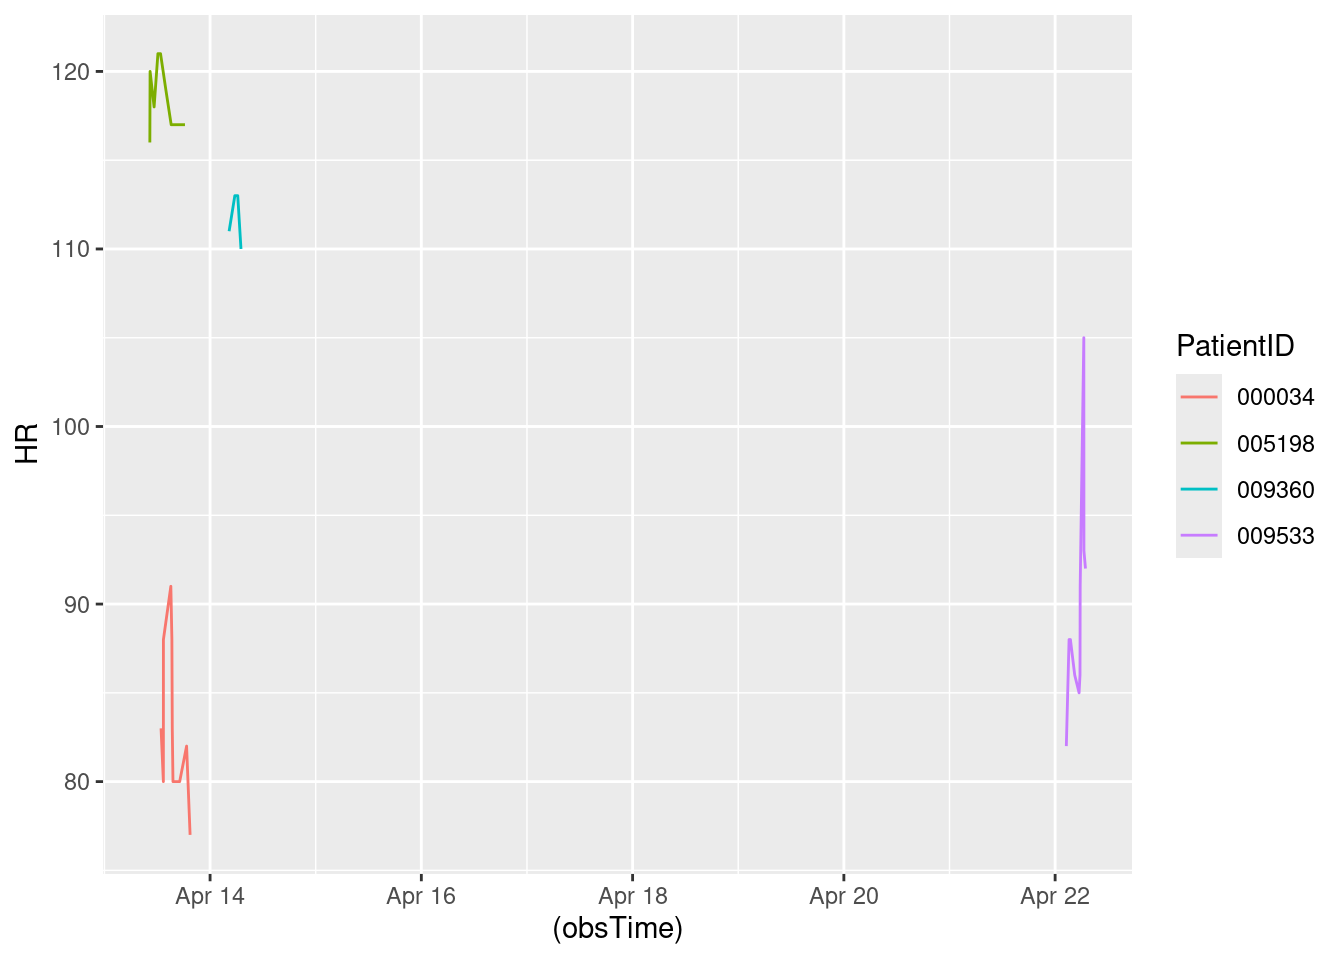 120
110
100
90
80
HR
Apr 14
Apr 16
Apr 18
Apr 20
Apr 22
(obsTime)
PatientID
000034
005198
009360
009533